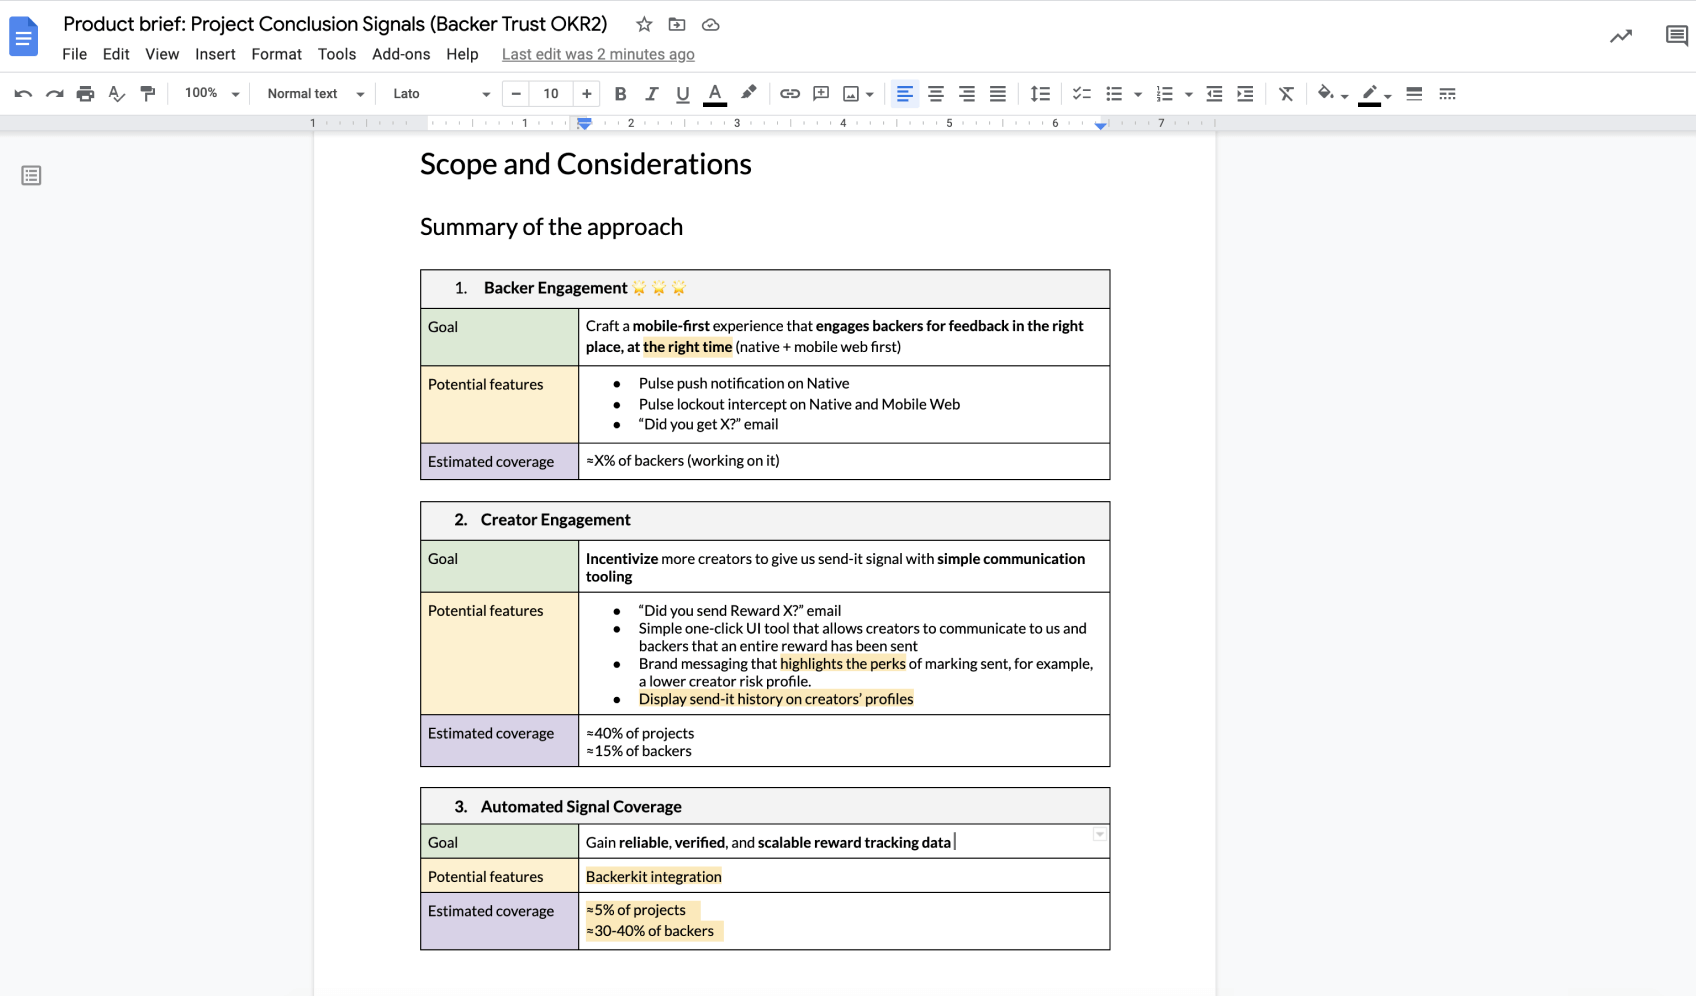 Product brief: Project Conclusion Signals (Backer Trust OKR2)
File Edit View Insert Format Tools Add-ons Help Last edit was 2 minutes ago
100% Normal text Lato − 10 + B I U A
1 1 2 3 4 5 6 7
Scope and Considerations
Summary of the approach
1. Backer Engagement 🌟 🌟 🌟
Goal
Craft a mobile-first experience that engages backers for feedback in the right
place, at the right time (native + mobile web first)
Potential features
● Pulse push notification on Native
● Pulse lockout intercept on Native and Mobile Web
● “Did you get X?” email
Estimated coverage
≈X% of backers (working on it)
2. Creator Engagement
Goal
Incentivize more creators to give us send-it signal with simple communication
tooling
Potential features
● “Did you send Reward X?” email
● Simple one-click UI tool that allows creators to communicate to us and
backers that an entire reward has been sent
● Brand messaging that highlights the perks of marking sent, for example,
a lower creator risk profile.
● Display send-it history on creators’ profiles
Estimated coverage
≈40% of projects
≈15% of backers
3. Automated Signal Coverage
Goal
Gain reliable, verified, and scalable reward tracking data
Potential features
Backerkit integration
Estimated coverage
≈5% of projects
≈30-40% of backers